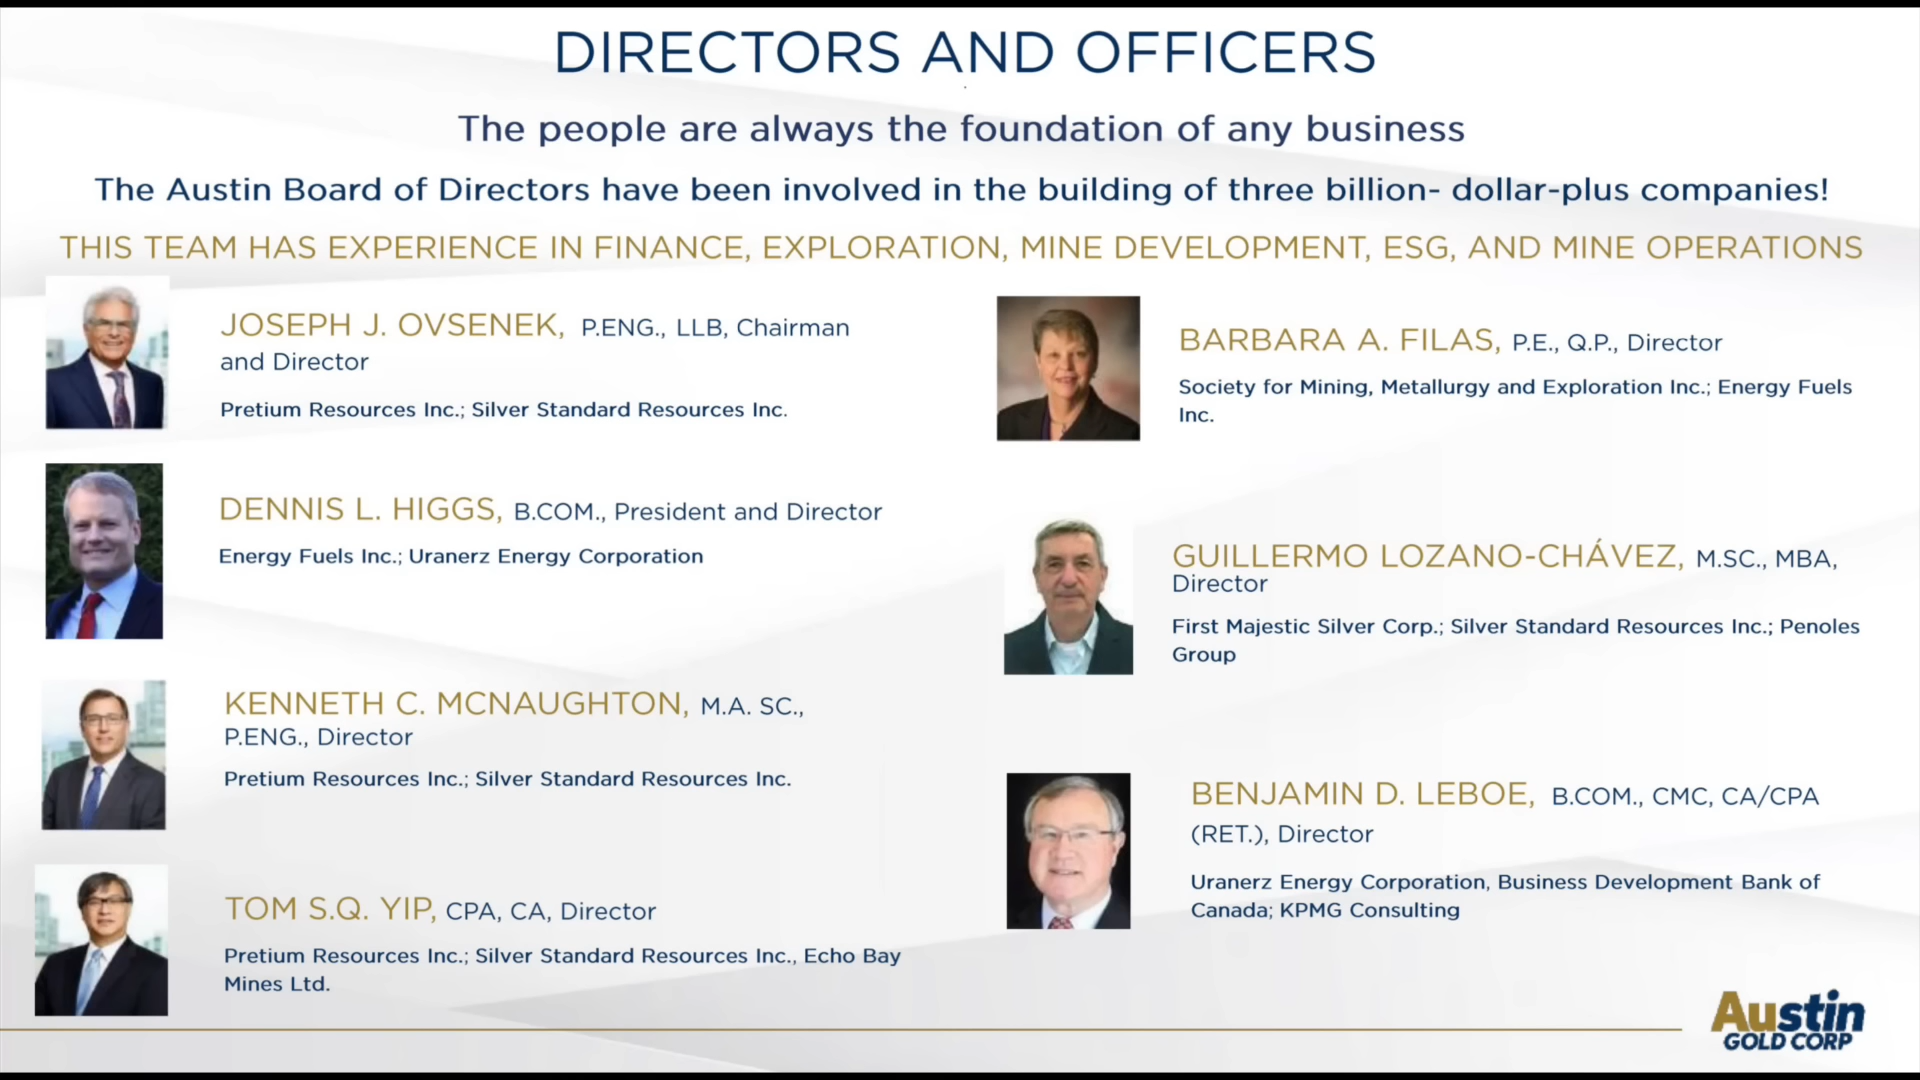 DIRECTORS AND OFFICERS
The people are always the foundation of any business
The Austin Board of Directors have been involved in the building of three billion- dollar-plus companies!
THIS TEAM HAS EXPERIENCE IN FINANCE, EXPLORATION, MINE DEVELOPMENT, ESG, AND MINE OPERATIONS
JOSEPH J. OVSENEK, P.ENG., LLB, Chairman
and Director
Pretium Resources Inc.; Silver Standard Resources Inc.
DENNIS L. HIGGS, B.COM., President and Director
Energy Fuels Inc.; Uranerz Energy Corporation
KENNETH C. MCNAUGHTON, M.A. SC.,
P.ENG., Director
Pretium Resources Inc.; Silver Standard Resources Inc.
TOM S.Q. YIP, CPA, CA, Director
Pretium Resources Inc.; Silver Standard Resources Inc., Echo Bay
Mines Ltd.
BARBARA A. FILAS, P.E., Q.P., Director
Society for Mining, Metallurgy and Exploration Inc.; Energy Fuels
Inc.
GUILLERMO LOZANO-CHÁVEZ, M.SC., MBA,
Director
First Majestic Silver Corp.; Silver Standard Resources Inc.; Penoles
Group
BENJAMIN D. LEBOE, B.COM., CMC, CA/CPA
(RET.), Director
Uranerz Energy Corporation, Business Development Bank of
Canada; KPMG Consulting
Austin
GOLD CORP